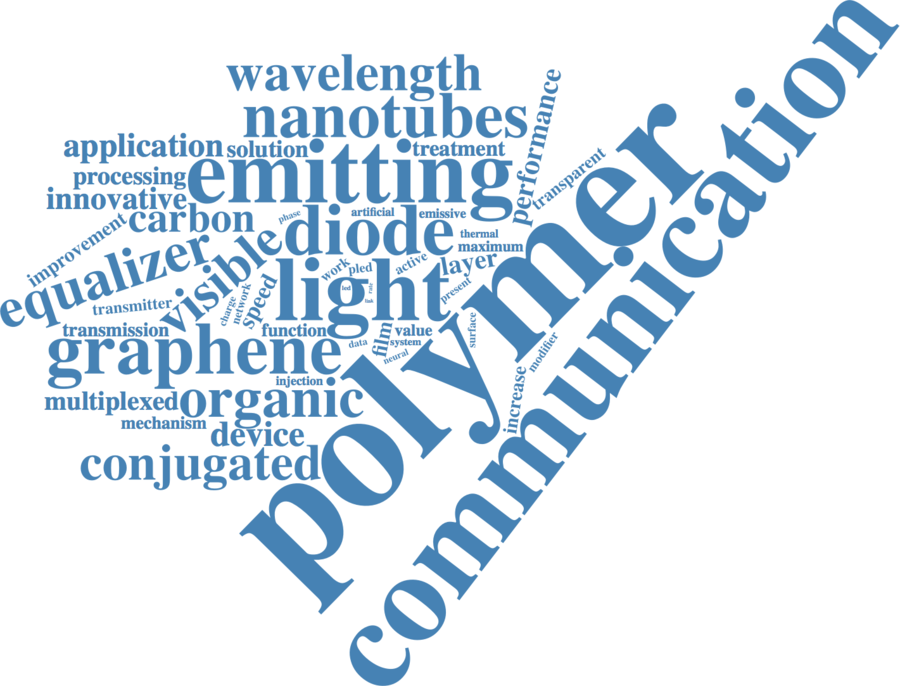 wavelength
nanotubes
performance
application
solution
treatment
emitting
transparent
processing
innovative
carbon
phase
artificial
emissive
diode
polymer
communication
improvement
equalizer
visible
thermal
maximum
layer
work
pled
active
light
led
rate
link
present
speed
charge
network
transmitter
transmission
function
film
value
system
surface
data
neural
graphene
modifier
increase
injection
multiplexed
organic
mechanism
device
conjugated